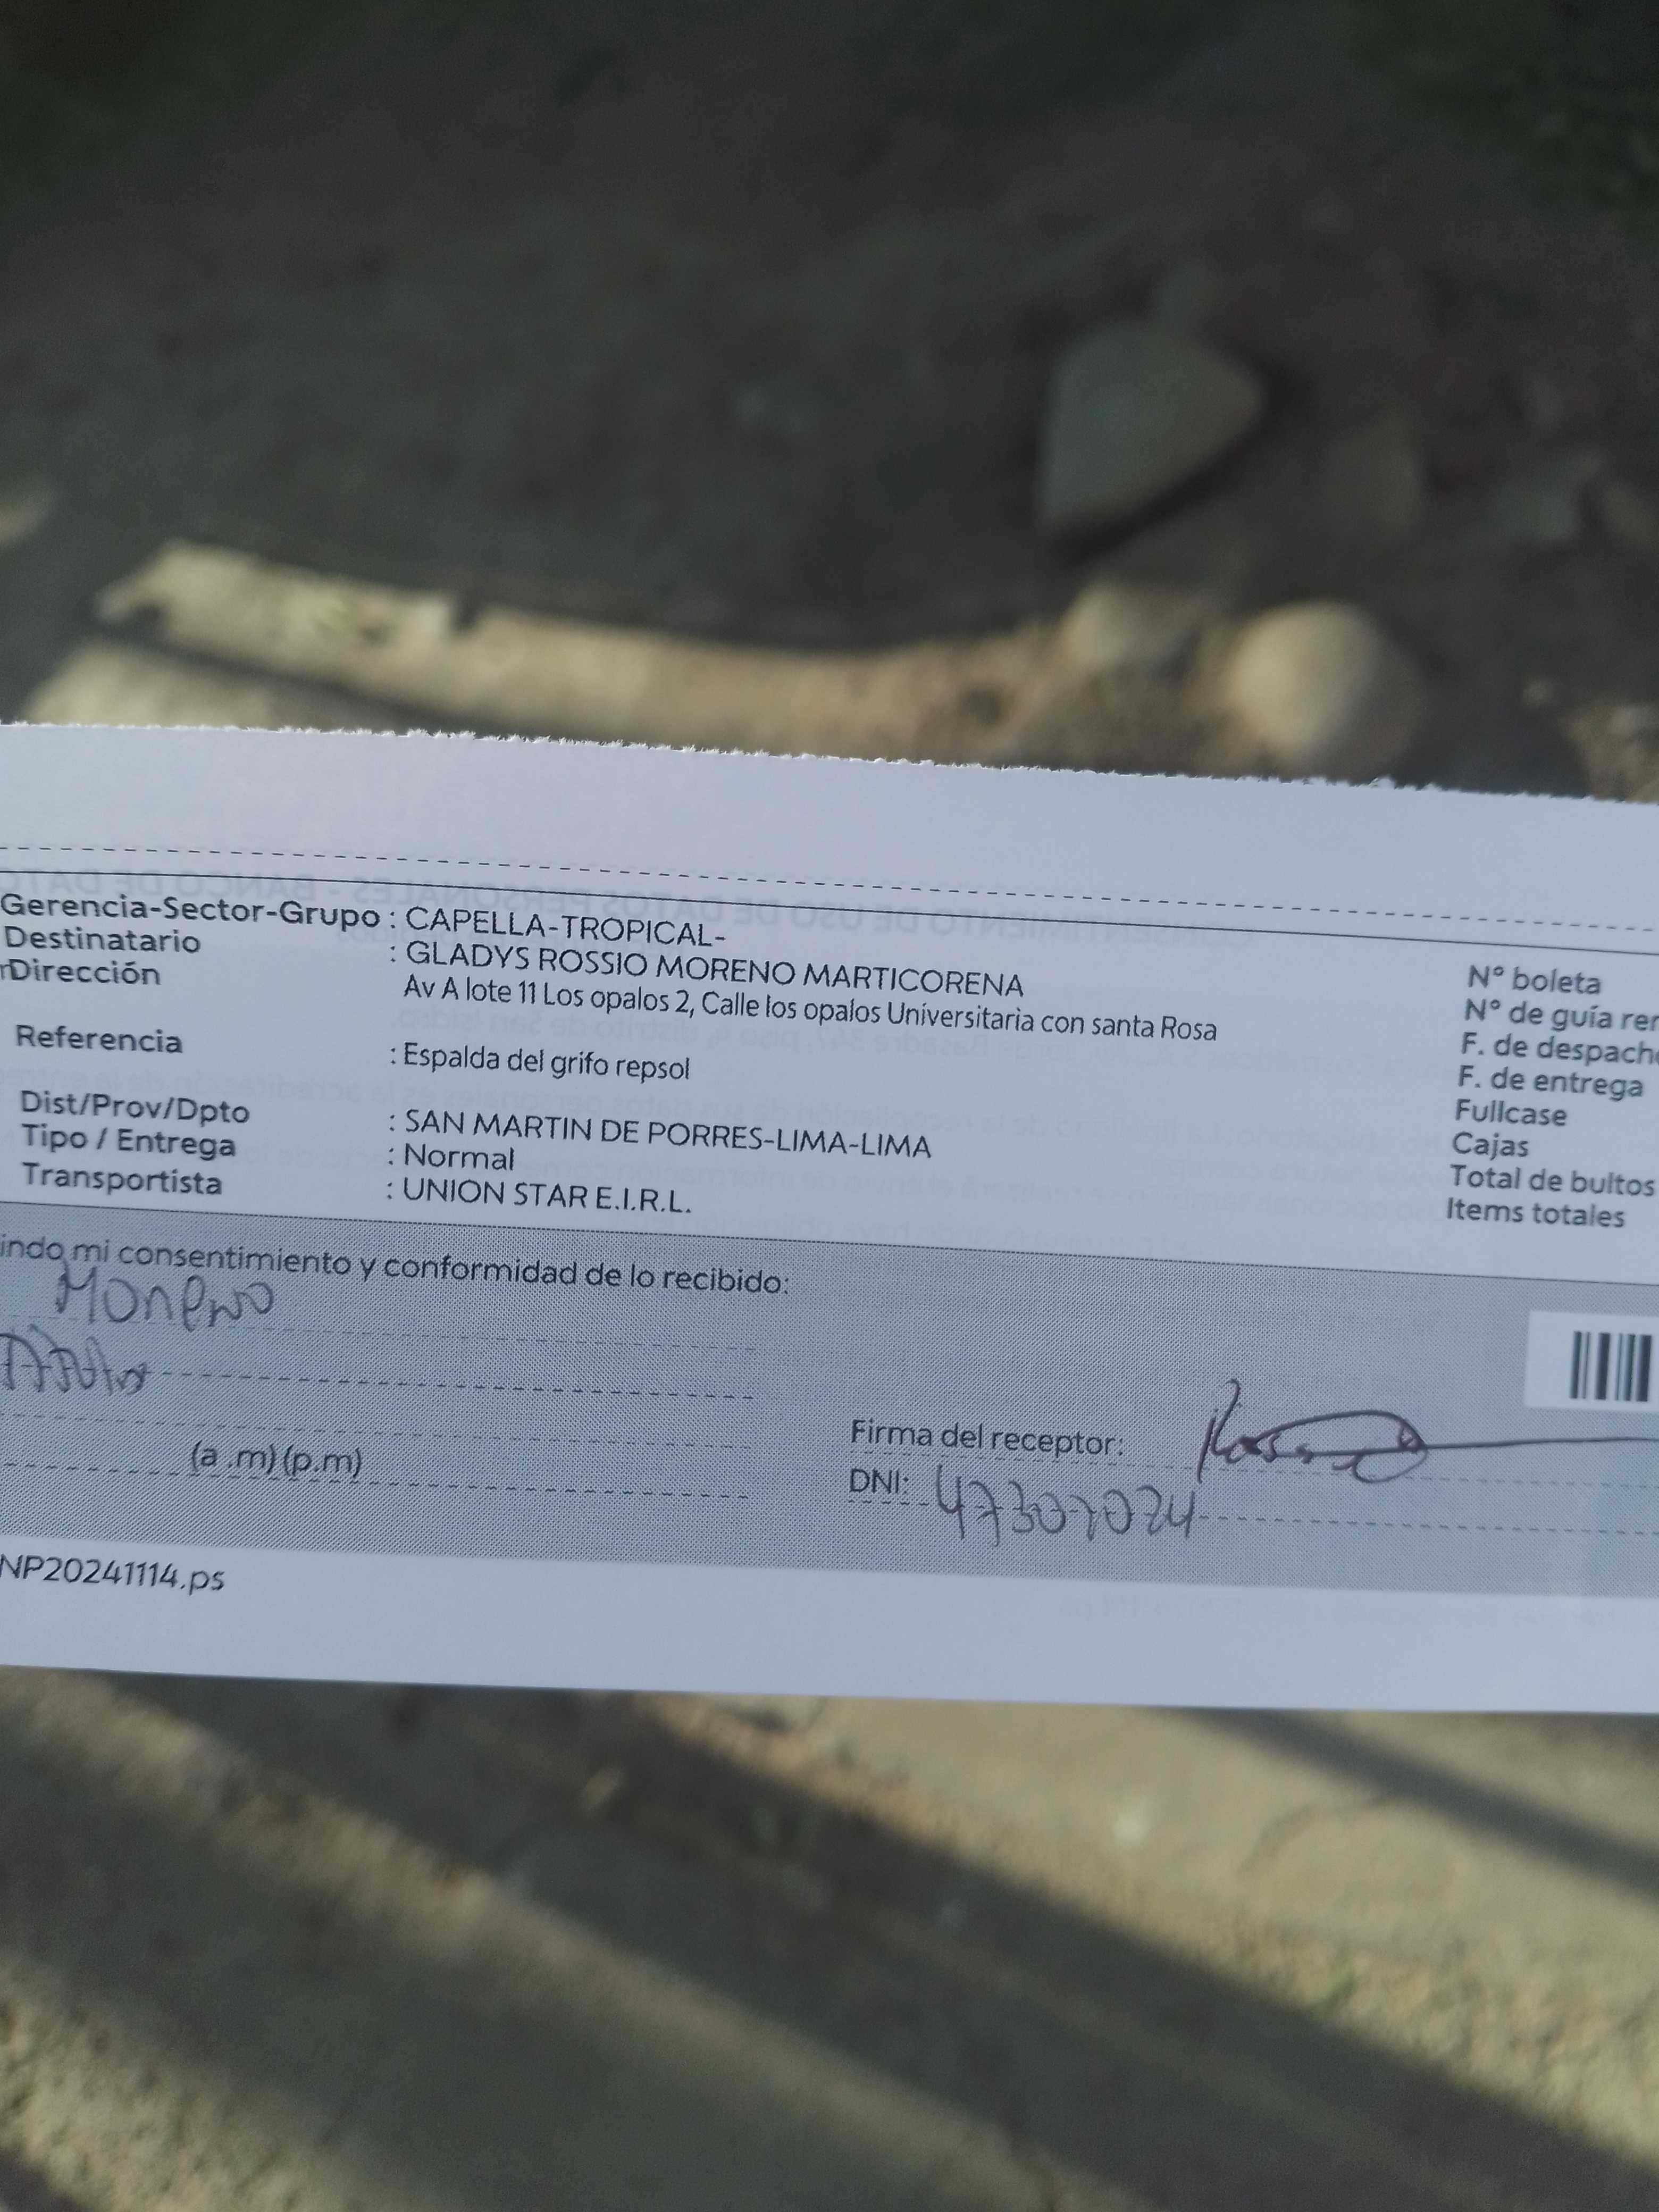 Gerencia-Sector-Grupo : CAPELLA-TROPICAL-
Destinatario : GLADYS ROSSIO MORENO MARTICORENA
Dirección Av A lote 11 Los opalos 2, Calle los opalos Universitaria con santa Rosa
Referencia : Espalda del grifo repsol
Dist/Prov/Dpto : SAN MARTIN DE PORRES-LIMA-LIMA
Tipo / Entrega : Normal
Transportista : UNION STAR E.I.R.L.
N° boleta
N° de guía rem
F. de despacho
F. de entrega
Fullcase
Cajas
Total de bultos
Items totales
indo mi consentimiento y conformidad de lo recibido:
Moreno
(a.m)(p.m)
Firma del receptor:
DNI: 47307024
NP20241114.ps